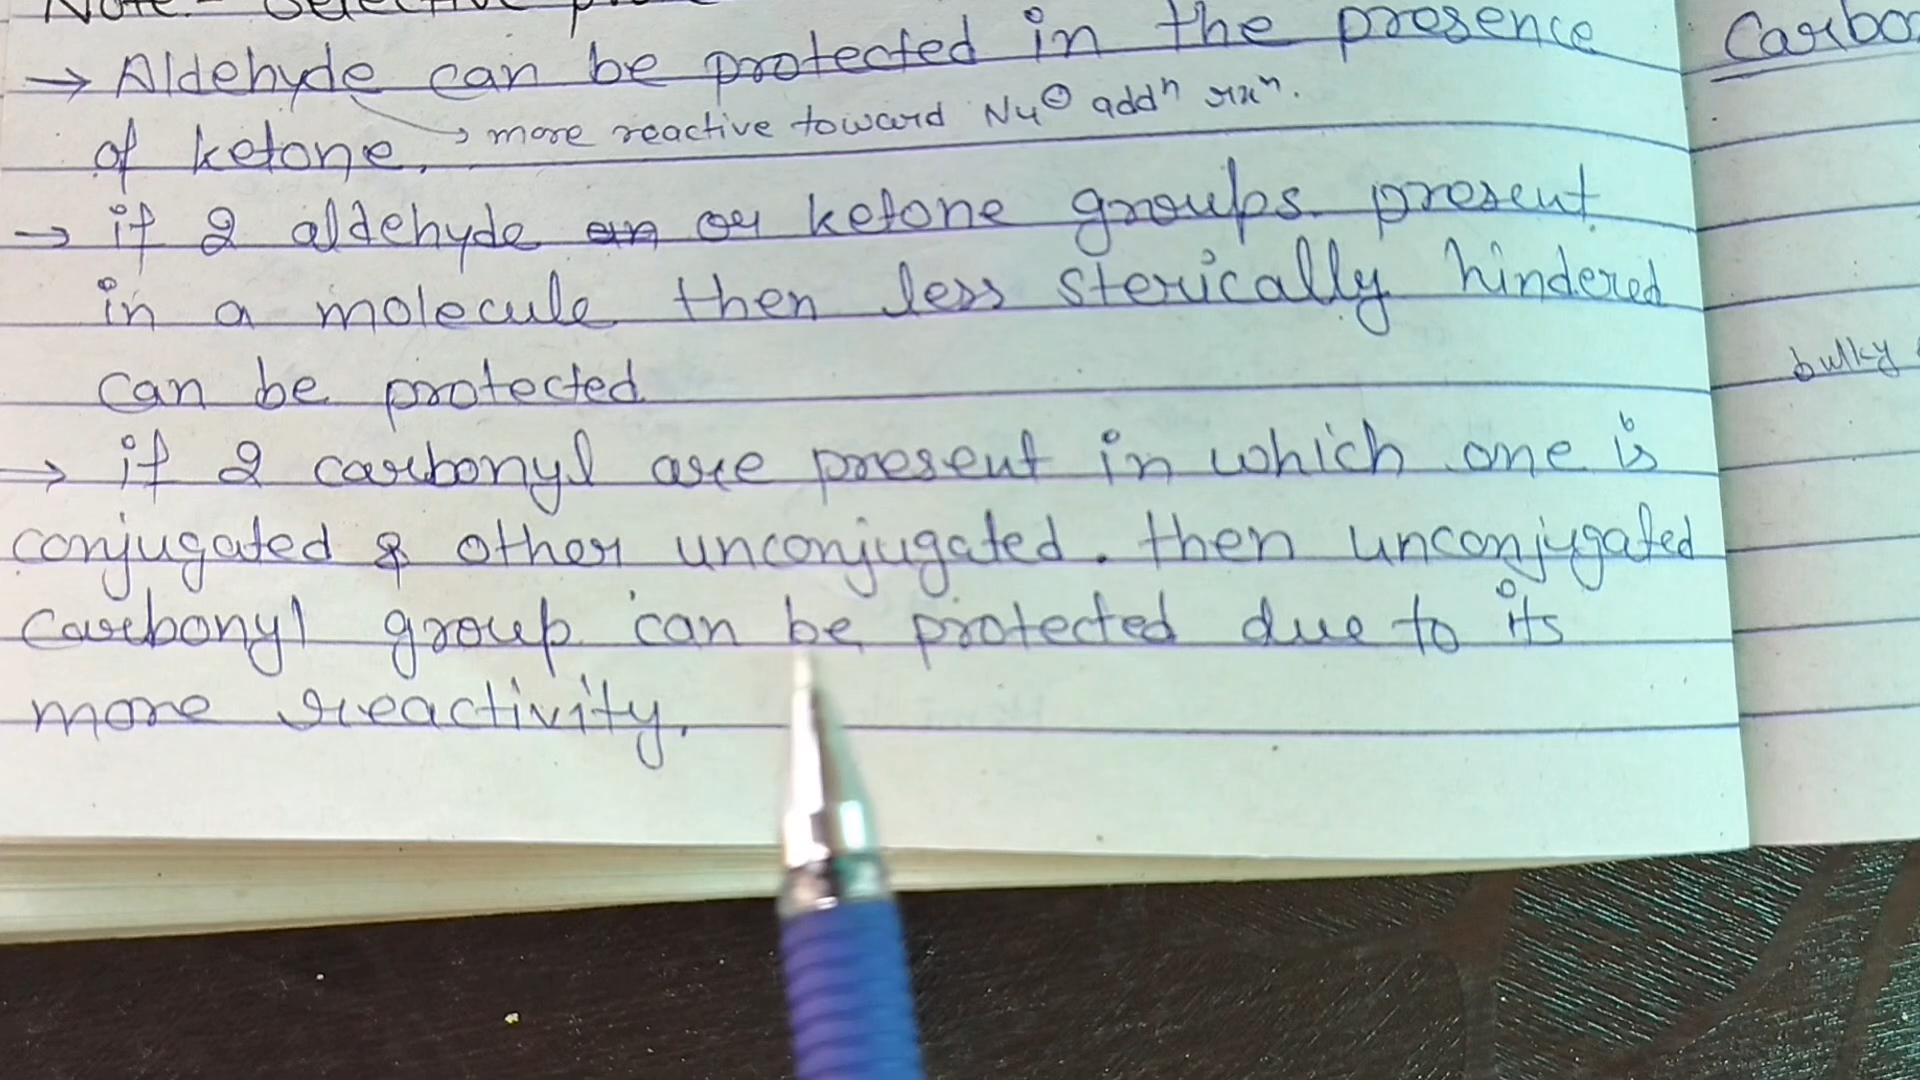 Note:- Selective
→ Aldehyde can be protected in the presence
↳ more reactive toward Nu⊖ addⁿ rxⁿ.
of ketone.
→ if 2 aldehyde or ketone groups present
in a molecule then less sterically hindered
can be protected
→ if 2 carbonyl are present in which one is
conjugated & other unconjugated. then unconjugated
carbonyl group can be protected due to its
more reactivity.
bulky